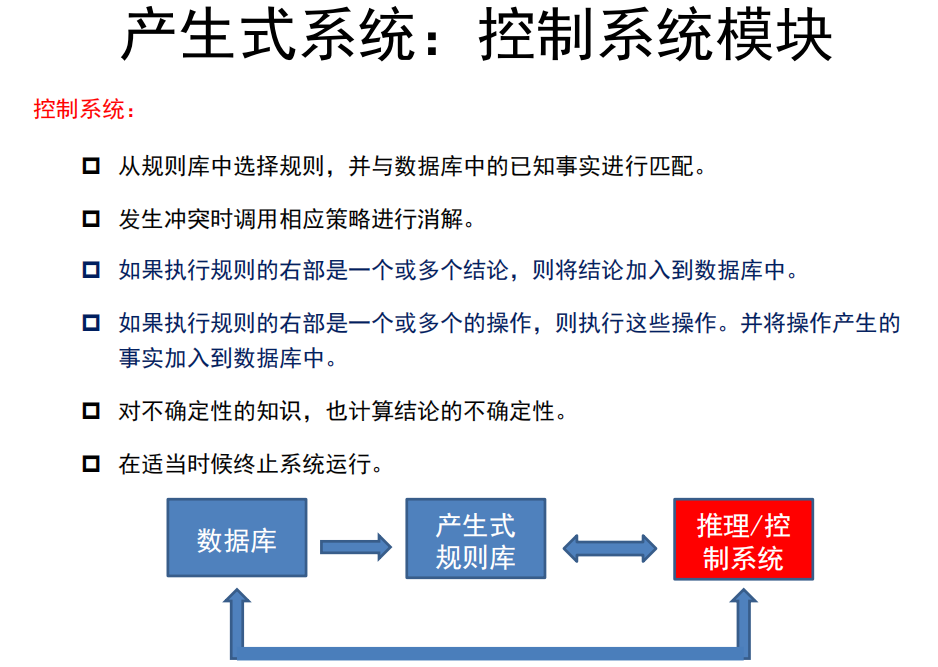 产生式系统：控制系统模块
控制系统：
从规则库中选择规则，并与数据库中的已知事实进行匹配。
发生冲突时调用相应策略进行消解。
如果执行规则的右部是一个或多个结论，则将结论加入到数据库中。
如果执行规则的右部是一个或多个的操作，则执行这些操作。并将操作产生的
事实加入到数据库中。
对不确定性的知识，也计算结论的不确定性。
在适当时候终止系统运行。
数据库
产生式
规则库
推理/控
制系统